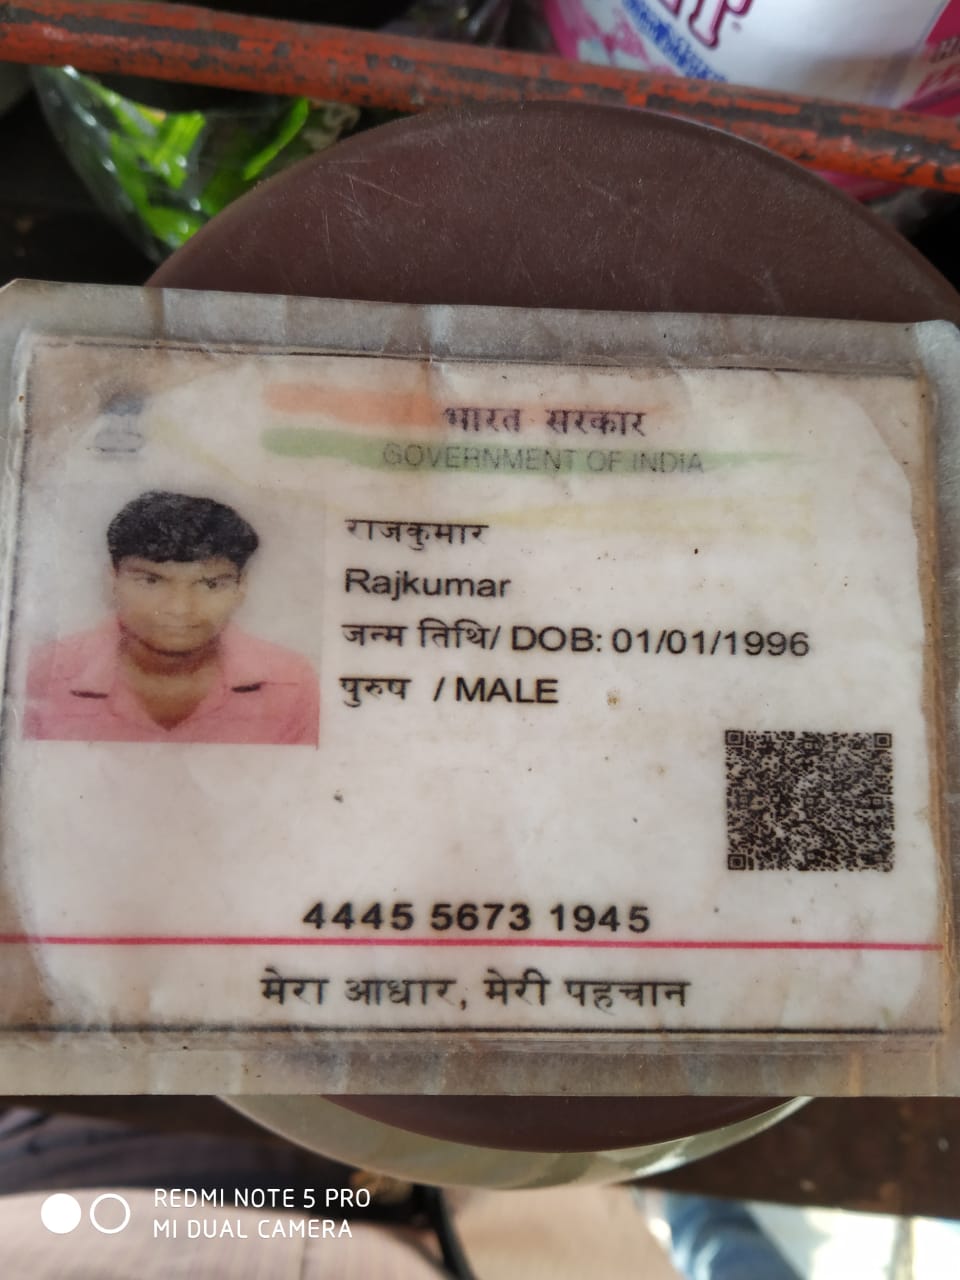 भारत सरकार
GOVERNMENT OF INDIA
राजकुमार
Rajkumar
जन्म तिथि/ DOB: 01/01/1996
पुरुष / MALE
4445 5673 1945
मेरा आधार, मेरी पहचान
REDMI NOTE 5 PRO
MI DUAL CAMERA